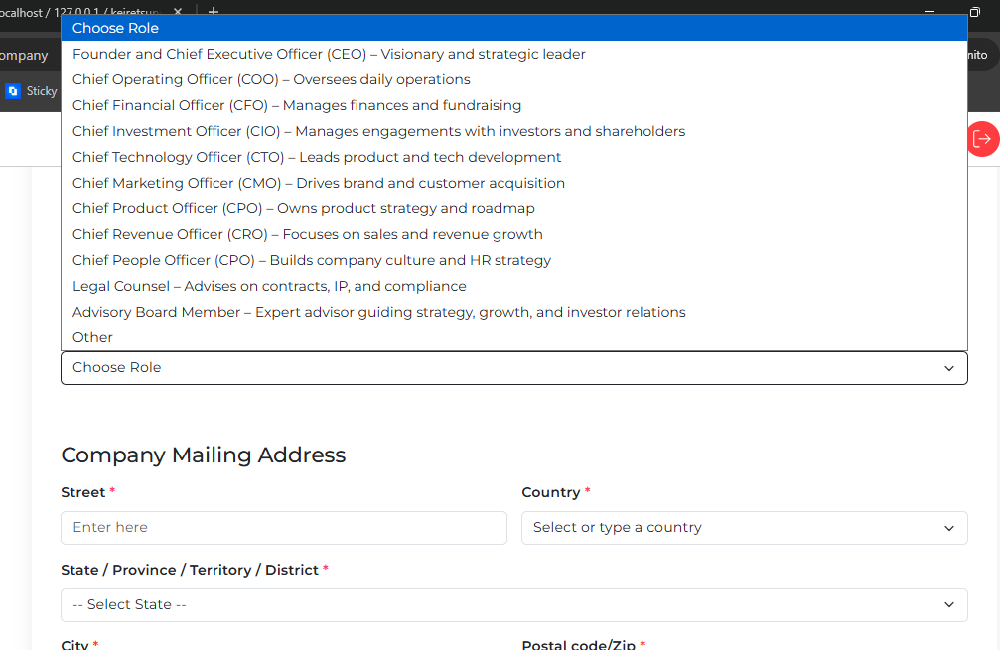 ocalhost / 127.0.0.1 / keiretsu
ompany
nito
Sticky
Choose Role
Founder and Chief Executive Officer (CEO) – Visionary and strategic leader
Chief Operating Officer (COO) – Oversees daily operations
Chief Financial Officer (CFO) – Manages finances and fundraising
Chief Investment Officer (CIO) – Manages engagements with investors and shareholders
Chief Technology Officer (CTO) – Leads product and tech development
Chief Marketing Officer (CMO) – Drives brand and customer acquisition
Chief Product Officer (CPO) – Owns product strategy and roadmap
Chief Revenue Officer (CRO) – Focuses on sales and revenue growth
Chief People Officer (CPO) – Builds company culture and HR strategy
Legal Counsel – Advises on contracts, IP, and compliance
Advisory Board Member – Expert advisor guiding strategy, growth, and investor relations
Other
Choose Role
Company Mailing Address
Street * Country *
Enter here Select or type a country
State / Province / Territory / District *
-- Select State --
City * Postal code/Zip *